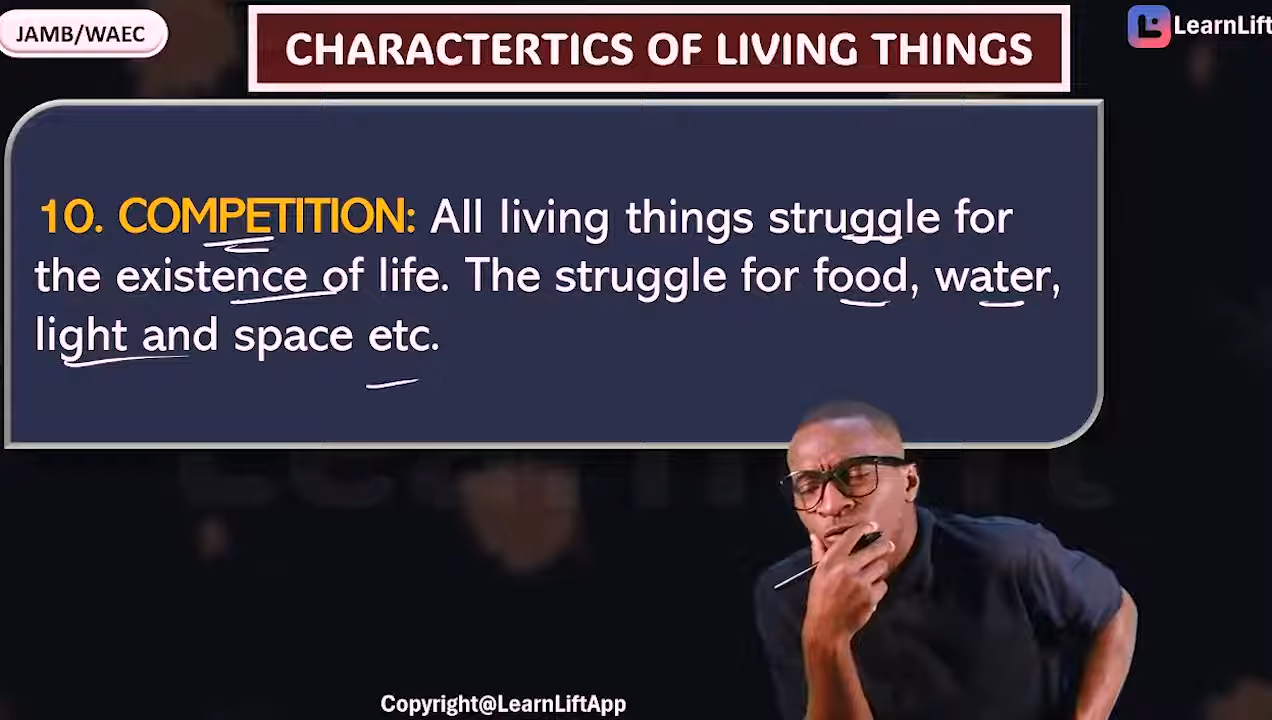 JAMB/WAEC
CHARACTERTICS OF LIVING THINGS
LearnLift
10. COMPETITION: All living things struggle for
the existence of life. The struggle for food, water,
light and space etc.
Copyright@LearnLiftApp